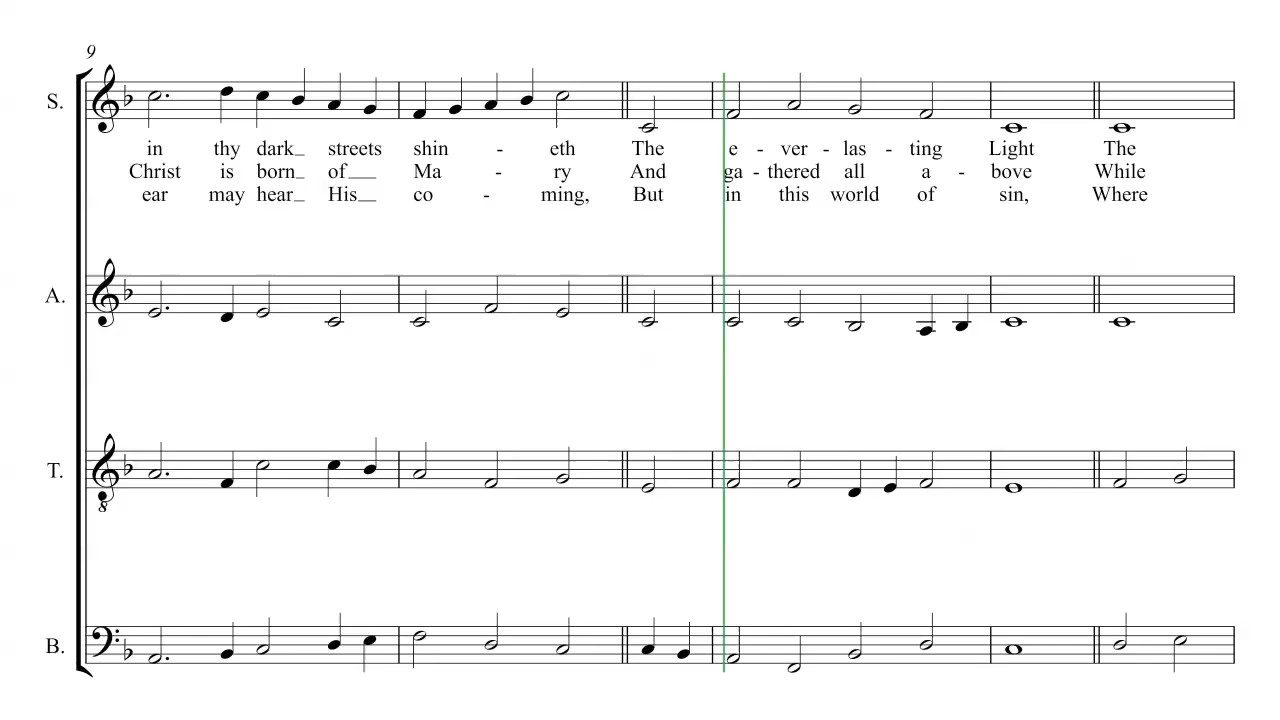 9
S.
in thy dark_ streets shin - eth The e - ver - las - ting Light The
Christ is born_ of__ Ma - ry And ga - thered all a - bove While
ear may hear_ His__ co - ming, But in this world of sin, Where
A.
T.
8
B.